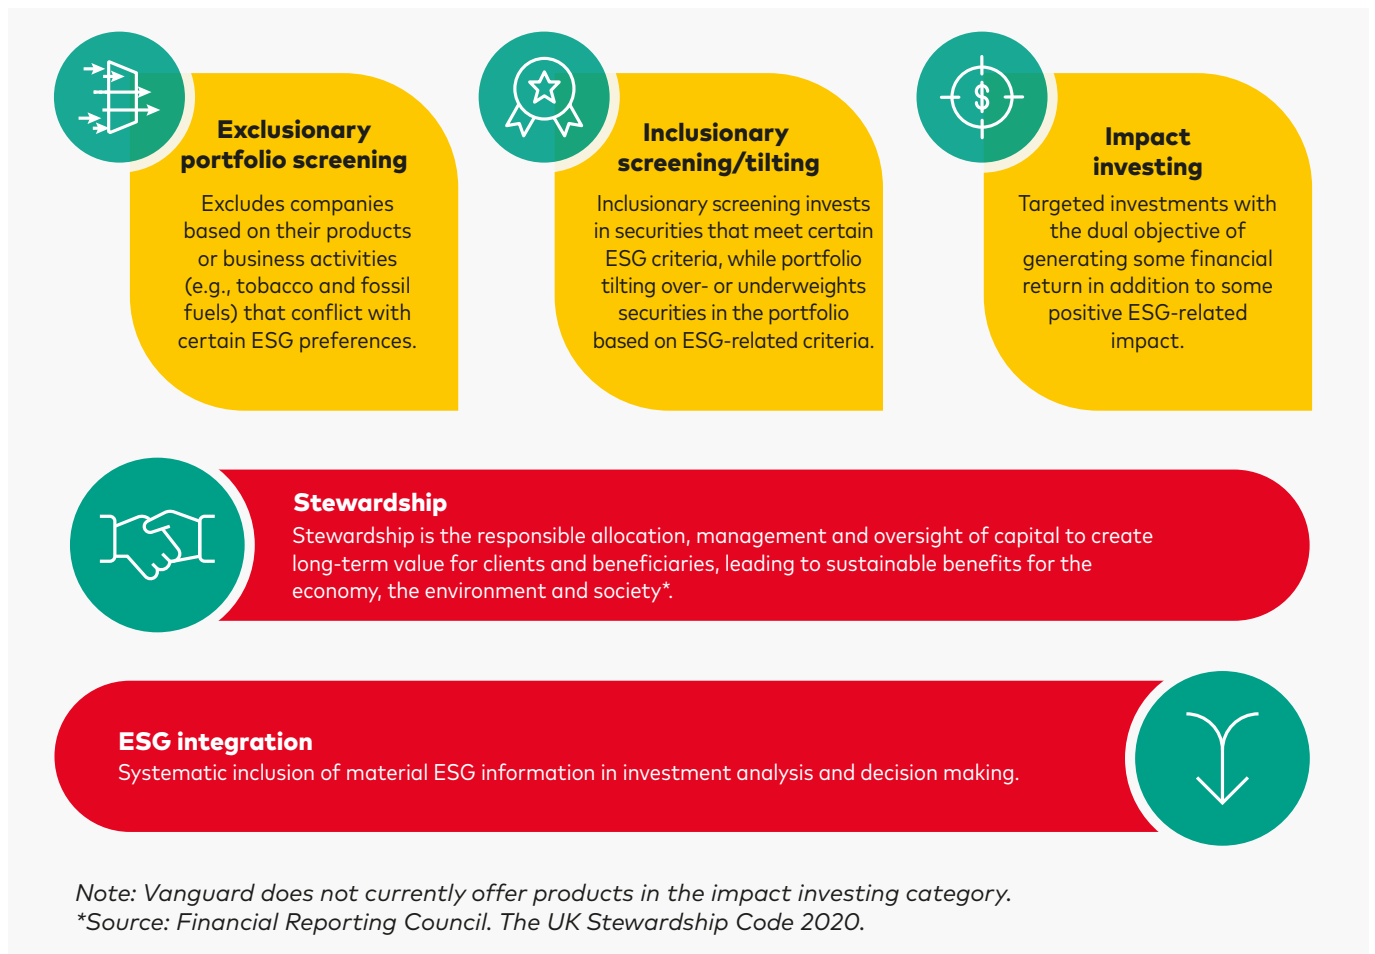 Exclusionary
portfolio screening
Excludes companies
based on their products
or business activities
(e.g., tobacco and fossil
fuels) that conflict with
certain ESG preferences.
Inclusionary
screening/tilting
Inclusionary screening invests
in securities that meet certain
ESG criteria, while portfolio
tilting over- or underweights
securities in the portfolio
based on ESG-related criteria.
$
Impact
investing
Targeted investments with
the dual objective of
generating some financial
return in addition to some
positive ESG-related
impact.
Stewardship
Stewardship is the responsible allocation, management and oversight of capital to create
long-term value for clients and beneficiaries, leading to sustainable benefits for the
economy, the environment and society*.
ESG integration
Systematic inclusion of material ESG information in investment analysis and decision making.
Note: Vanguard does not currently offer products in the impact investing category.
*Source: Financial Reporting Council. The UK Stewardship Code 2020.